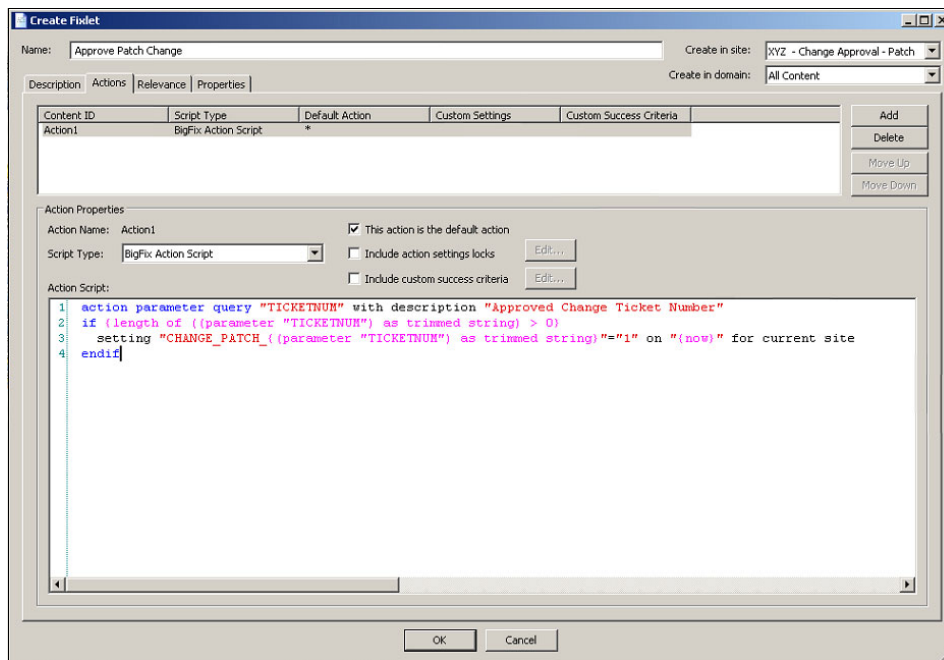 Create Fixlet
Name: Approve Patch Change Create in site: XYZ - Change Approval - Patch
Create in domain: All Content
Description Actions Relevance Properties
Content ID Script Type Default Action Custom Settings Custom Success Criteria Add
Action1 BigFix Action Script *
Delete
Move Up
Move Down
Action Properties
Action Name: Action1 This action is the default action
Script Type: BigFix Action Script Include action settings locks Edit...
Include custom success criteria Edit...
Action Script:
1 action parameter query "TICKETNUM" with description "Approved Change Ticket Number"
2 if (length of ((parameter "TICKETNUM") as trimmed string) > 0)
3 setting "CHANGE_PATCH_{(parameter "TICKETNUM") as trimmed string}"="1" on "{now}" for current site
4 endif
OK Cancel